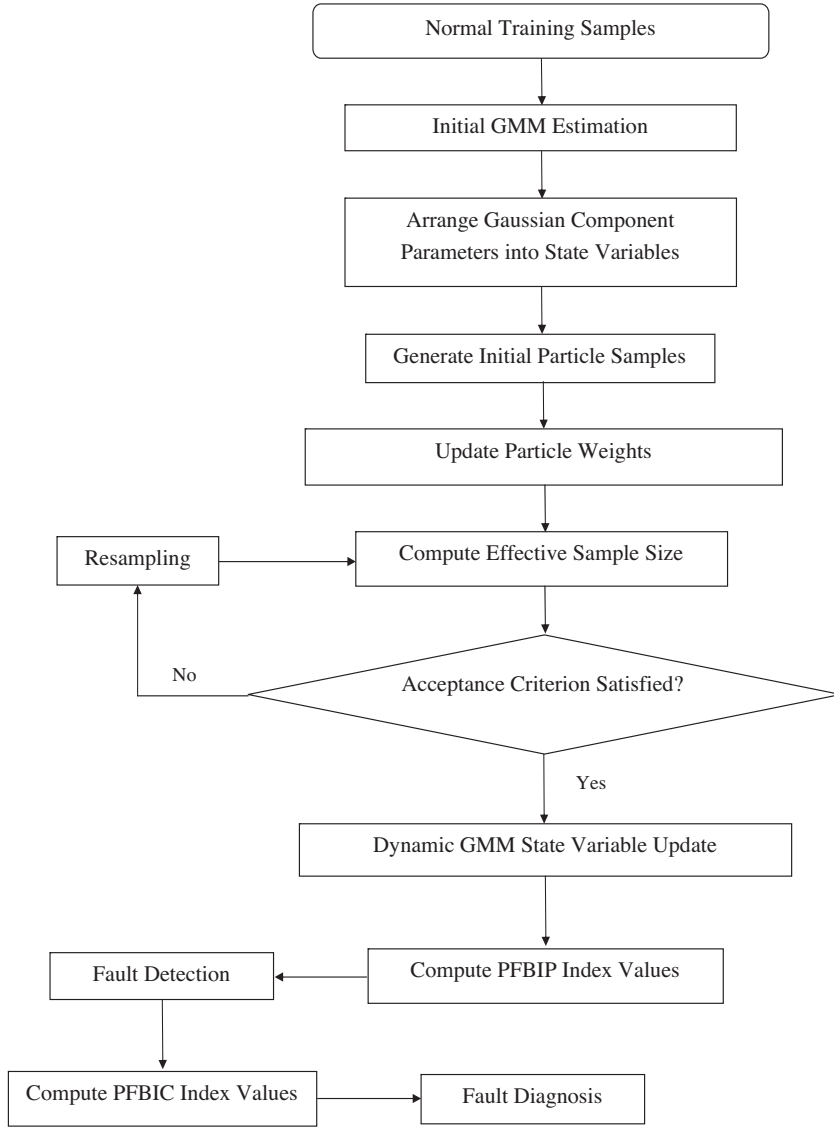 Normal Training Samples
Initial GMM Estimation
Arrange Gaussian Component
Parameters into State Variables
Generate Initial Particle Samples
Update Particle Weights
Resampling
Compute Effective Sample Size
No
Acceptance Criterion Satisfied?
Yes
Dynamic GMM State Variable Update
Fault Detection
Compute PFBIP Index Values
Compute PFBIC Index Values
Fault Diagnosis